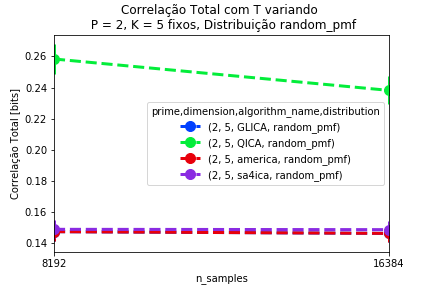 Correlação Total com T variando
P = 2, K = 5 fixos, Distribuição random_pmf
Correlação Total [bits]
0.26
0.24
0.22
0.20
0.18
0.16
0.14
prime,dimension,algorithm_name,distribution
(2, 5, GLICA, random_pmf)
(2, 5, QICA, random_pmf)
(2, 5, america, random_pmf)
(2, 5, sa4ica, random_pmf)
8192
16384
n_samples